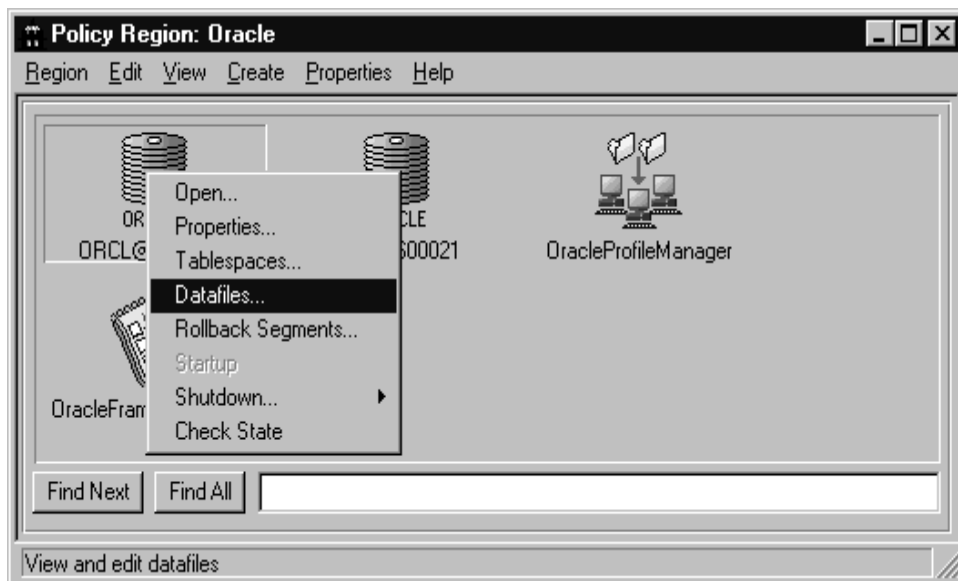 Policy Region: Oracle
Region Edit View Create Properties Help
OR
ORCL@
CLE
600021
OracleProfileManager
Open...
Properties...
Tablespaces...
Datafiles...
Rollback Segments...
Startup
Shutdown...
Check State
OracleFram
Find Next Find All
View and edit datafiles